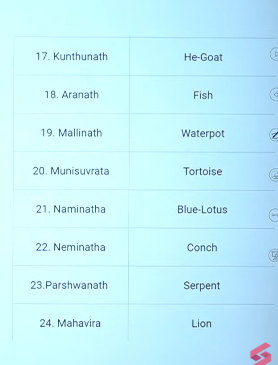 17. Kunthunath He-Goat
18. Aranath Fish
19. Mallinath Waterpot
20. Munisuvrata Tortoise
21. Naminatha Blue-Lotus
22. Neminatha Conch
23.Parshwanath Serpent
24. Mahavira Lion